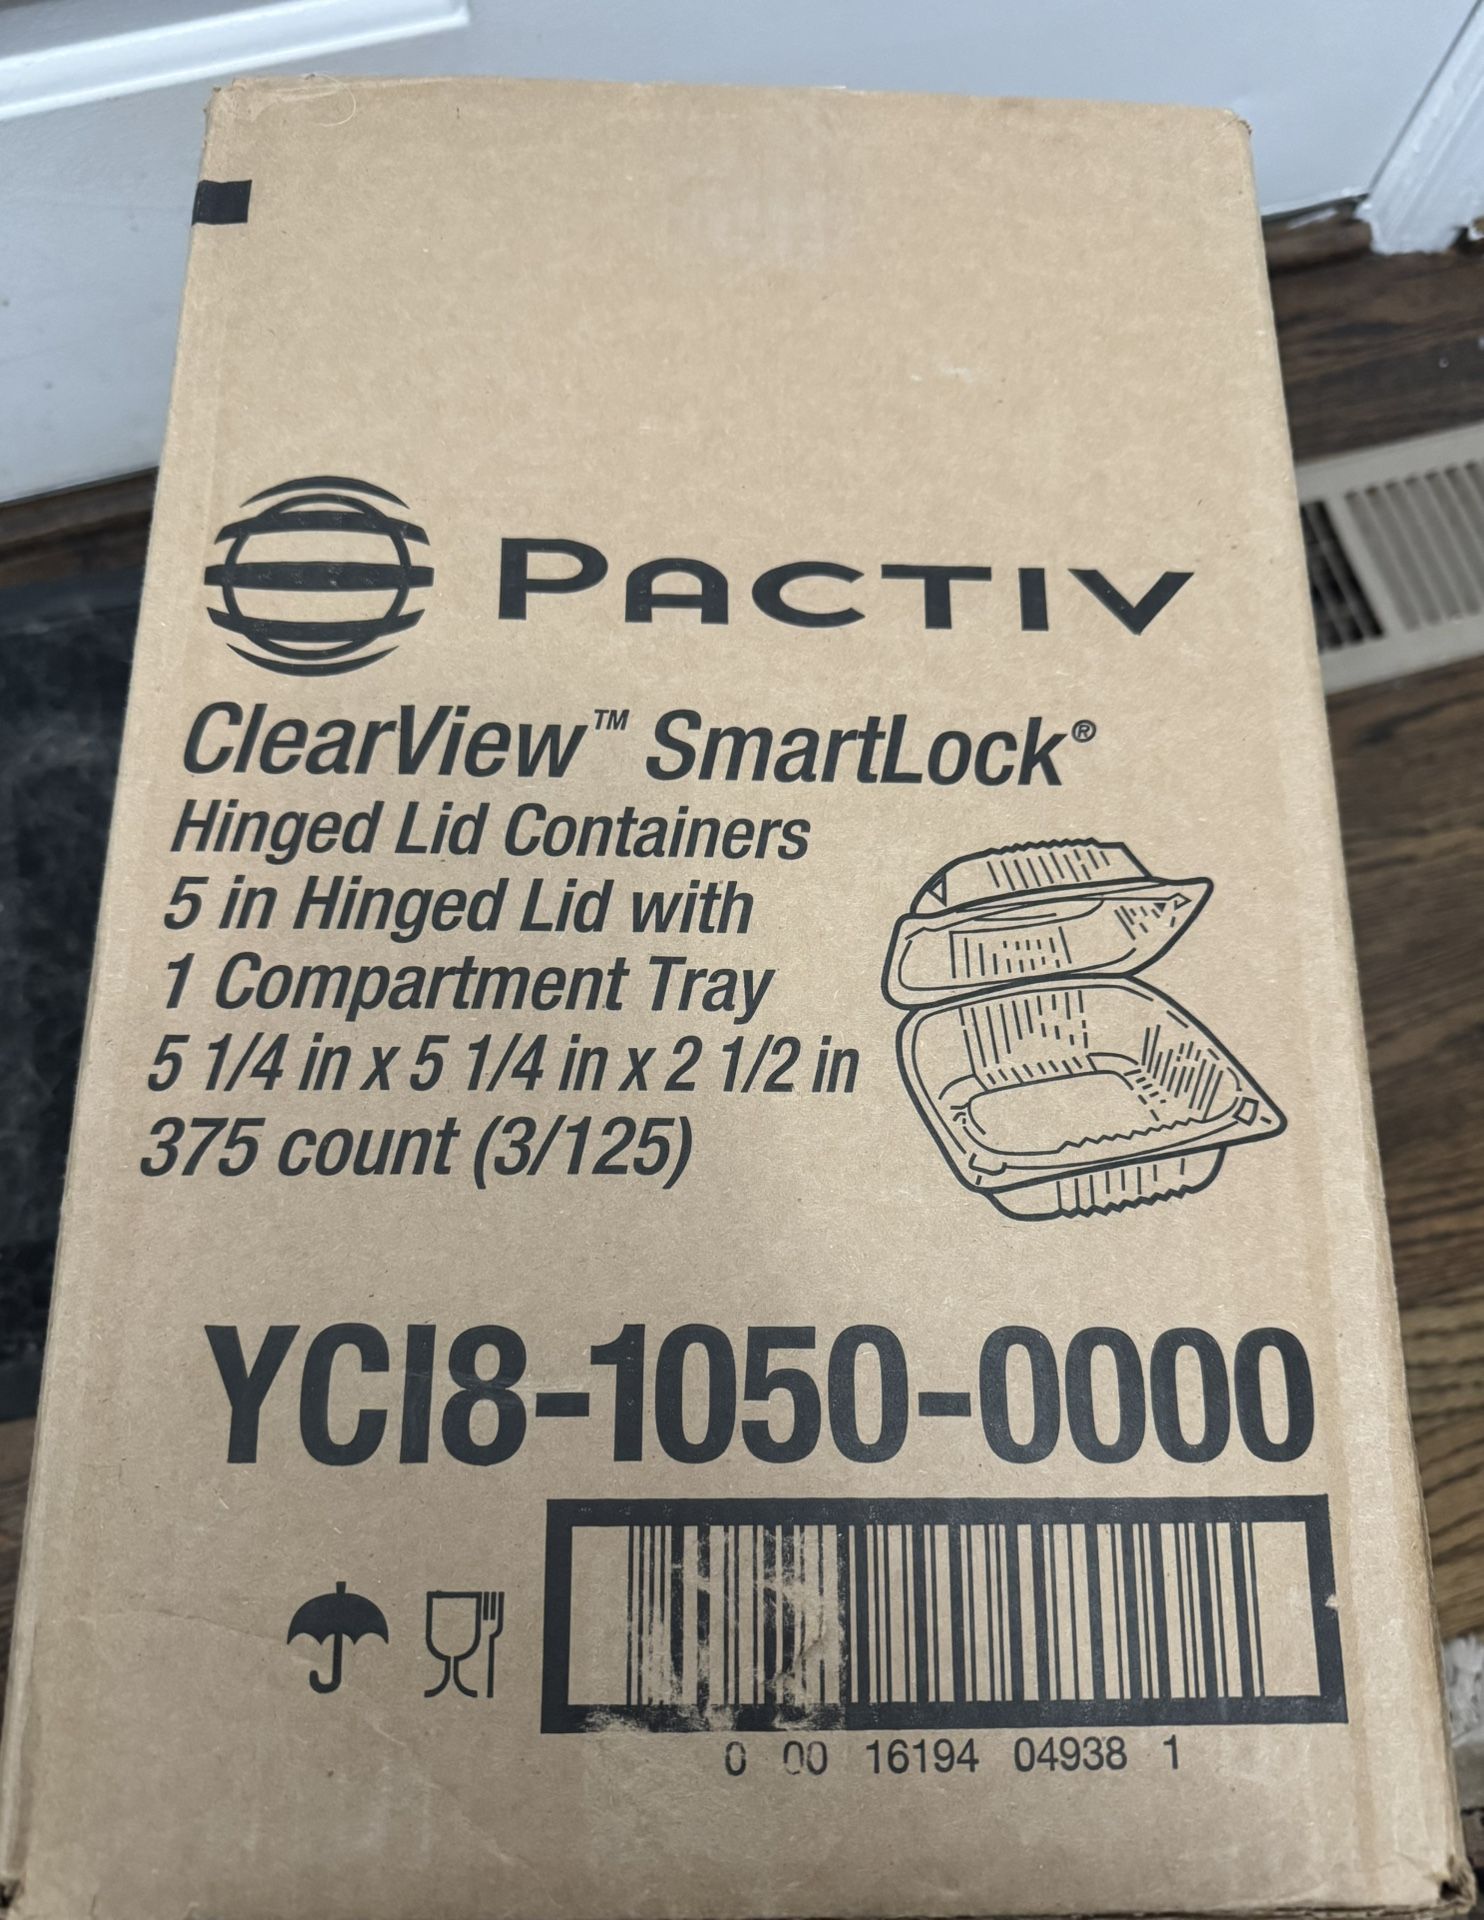 PACTIV
ClearView™ SmartLock®
Hinged Lid Containers
5 in Hinged Lid with
1 Compartment Tray
5 1/4 in x 5 1/4 in x 2 1/2 in
375 count (3/125)
YCI8-1050-0000
0 00 16194 04938 1